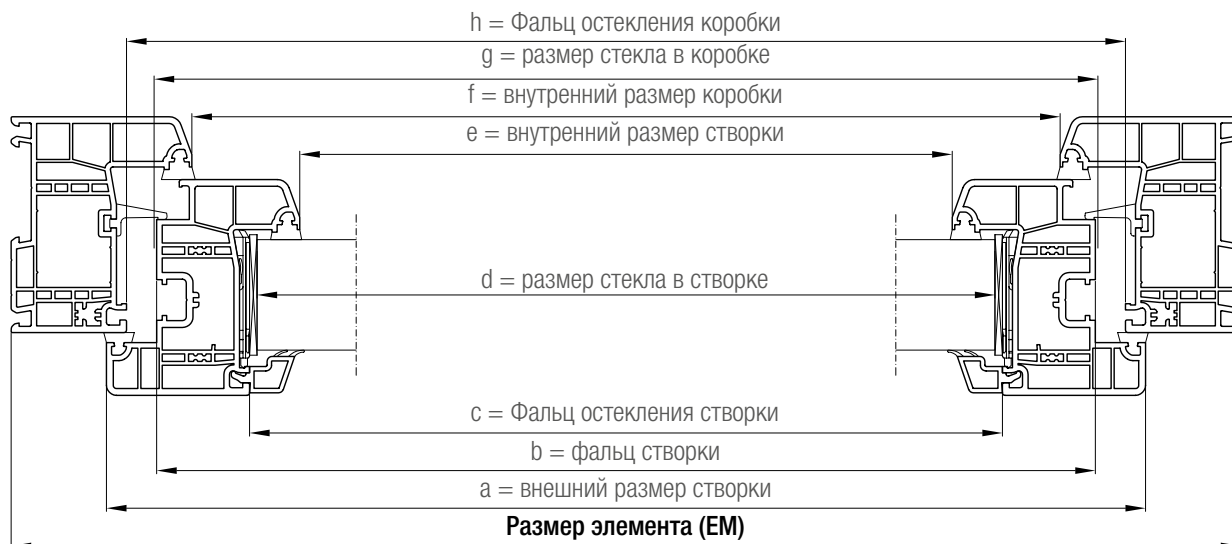 h = Фальц остекления коробки
g = размер стекла в коробке
f = внутренний размер коробки
e = внутренний размер створки
d = размер стекла в створке
c = Фальц остекления створки
b = фальц створки
a = внешний размер створки
Размер элемента (EM)